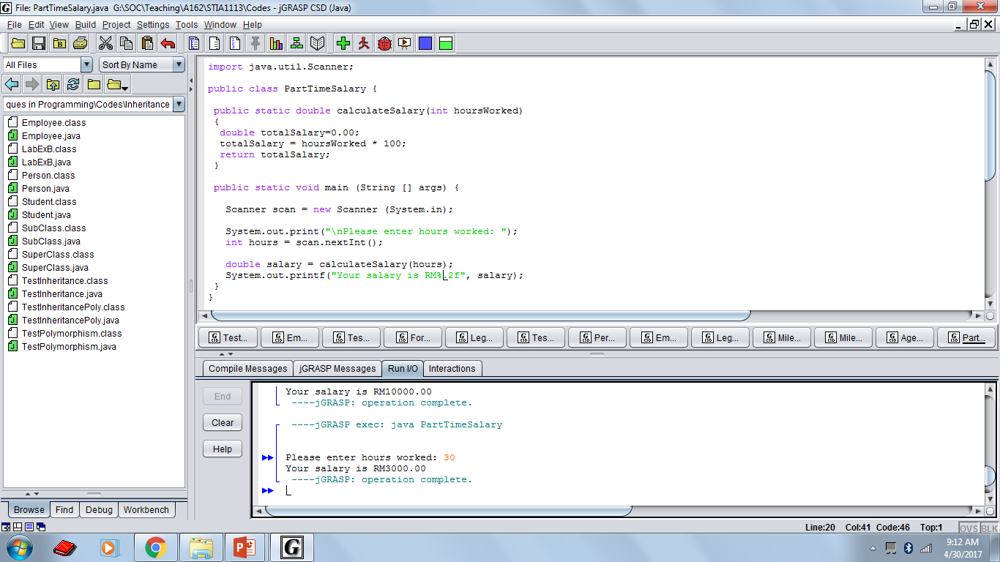 File: PartTimeSalary.java  G:\SOC\Teaching\A162\STIA1113\Codes - jGRASP CSD (Java)
File Edit View Build Project Settings Tools Window Help
All Files
Sort By Name
ques in Programming\Codes\Inheritance
Employee.class
Employee.java
LabExB.class
LabExB.java
Person.class
Person.java
Student.class
Student.java
SubClass.class
SubClass.java
SuperClass.class
SuperClass.java
TestInheritance.class
TestInheritance.java
TestInheritancePoly.class
TestInheritancePoly.java
TestPolymorphism.class
TestPolymorphism.java
Browse Find Debug Workbench
import java.util.Scanner;
public class PartTimeSalary {
public static double calculateSalary(int hoursWorked)
{
double totalSalary=0.00;
totalSalary = hoursWorked * 100;
return totalSalary;
}
public static void main (String [] args) {
Scanner scan = new Scanner (System.in);
System.out.print("\nPlease enter hours worked: ");
int hours = scan.nextInt();
double salary = calculateSalary(hours);
System.out.printf("Your salary is RM%.2f", salary);
}
}
Test... Em... Tes... For... Leg... Tes... Per... Em... Leg... Mile... Mile... Age... Part...
Compile Messages jGRASP Messages Run I/O Interactions
End
Clear
Help
Your salary is RM10000.00
----jGRASP: operation complete.
----jGRASP exec: java PartTimeSalary
Please enter hours worked: 30
Your salary is RM3000.00
----jGRASP: operation complete.
Line:20 Col:41 Code:46 Top:1 OVS BLK
9:12 AM
4/30/2017